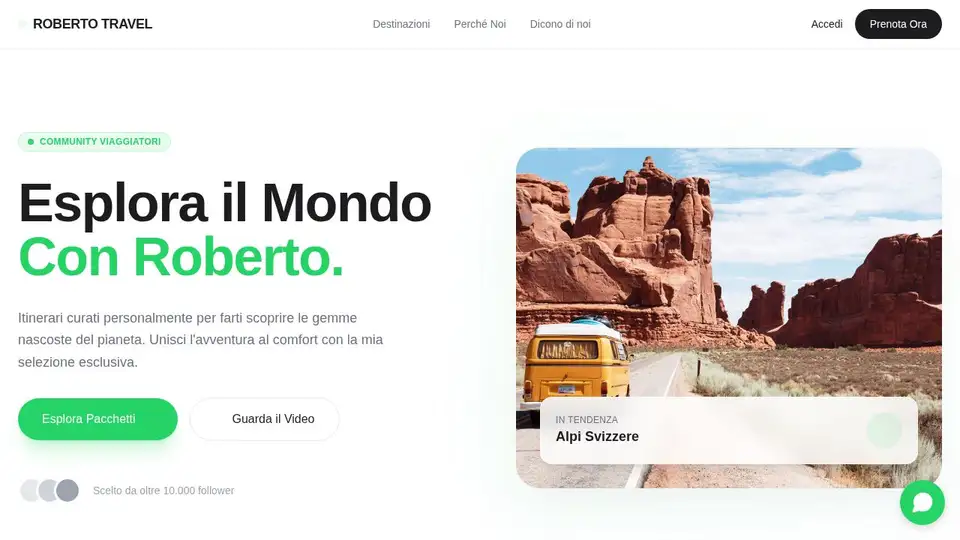 ROBERTO TRAVEL
Destinazioni
Perché Noi
Dicono di noi
Accedi
Prenota Ora
COMMUNITY VIAGGIATORI
Esplora il Mondo
Con Roberto.
Itinerari curati personalmente per farti scoprire le gemme
nascoste del pianeta. Unisci l'avventura al comfort con la mia
selezione esclusiva.
Esplora Pacchetti
Guarda il Video
Scelto da oltre 10.000 follower
IN TENDENZA
Alpi Svizzere